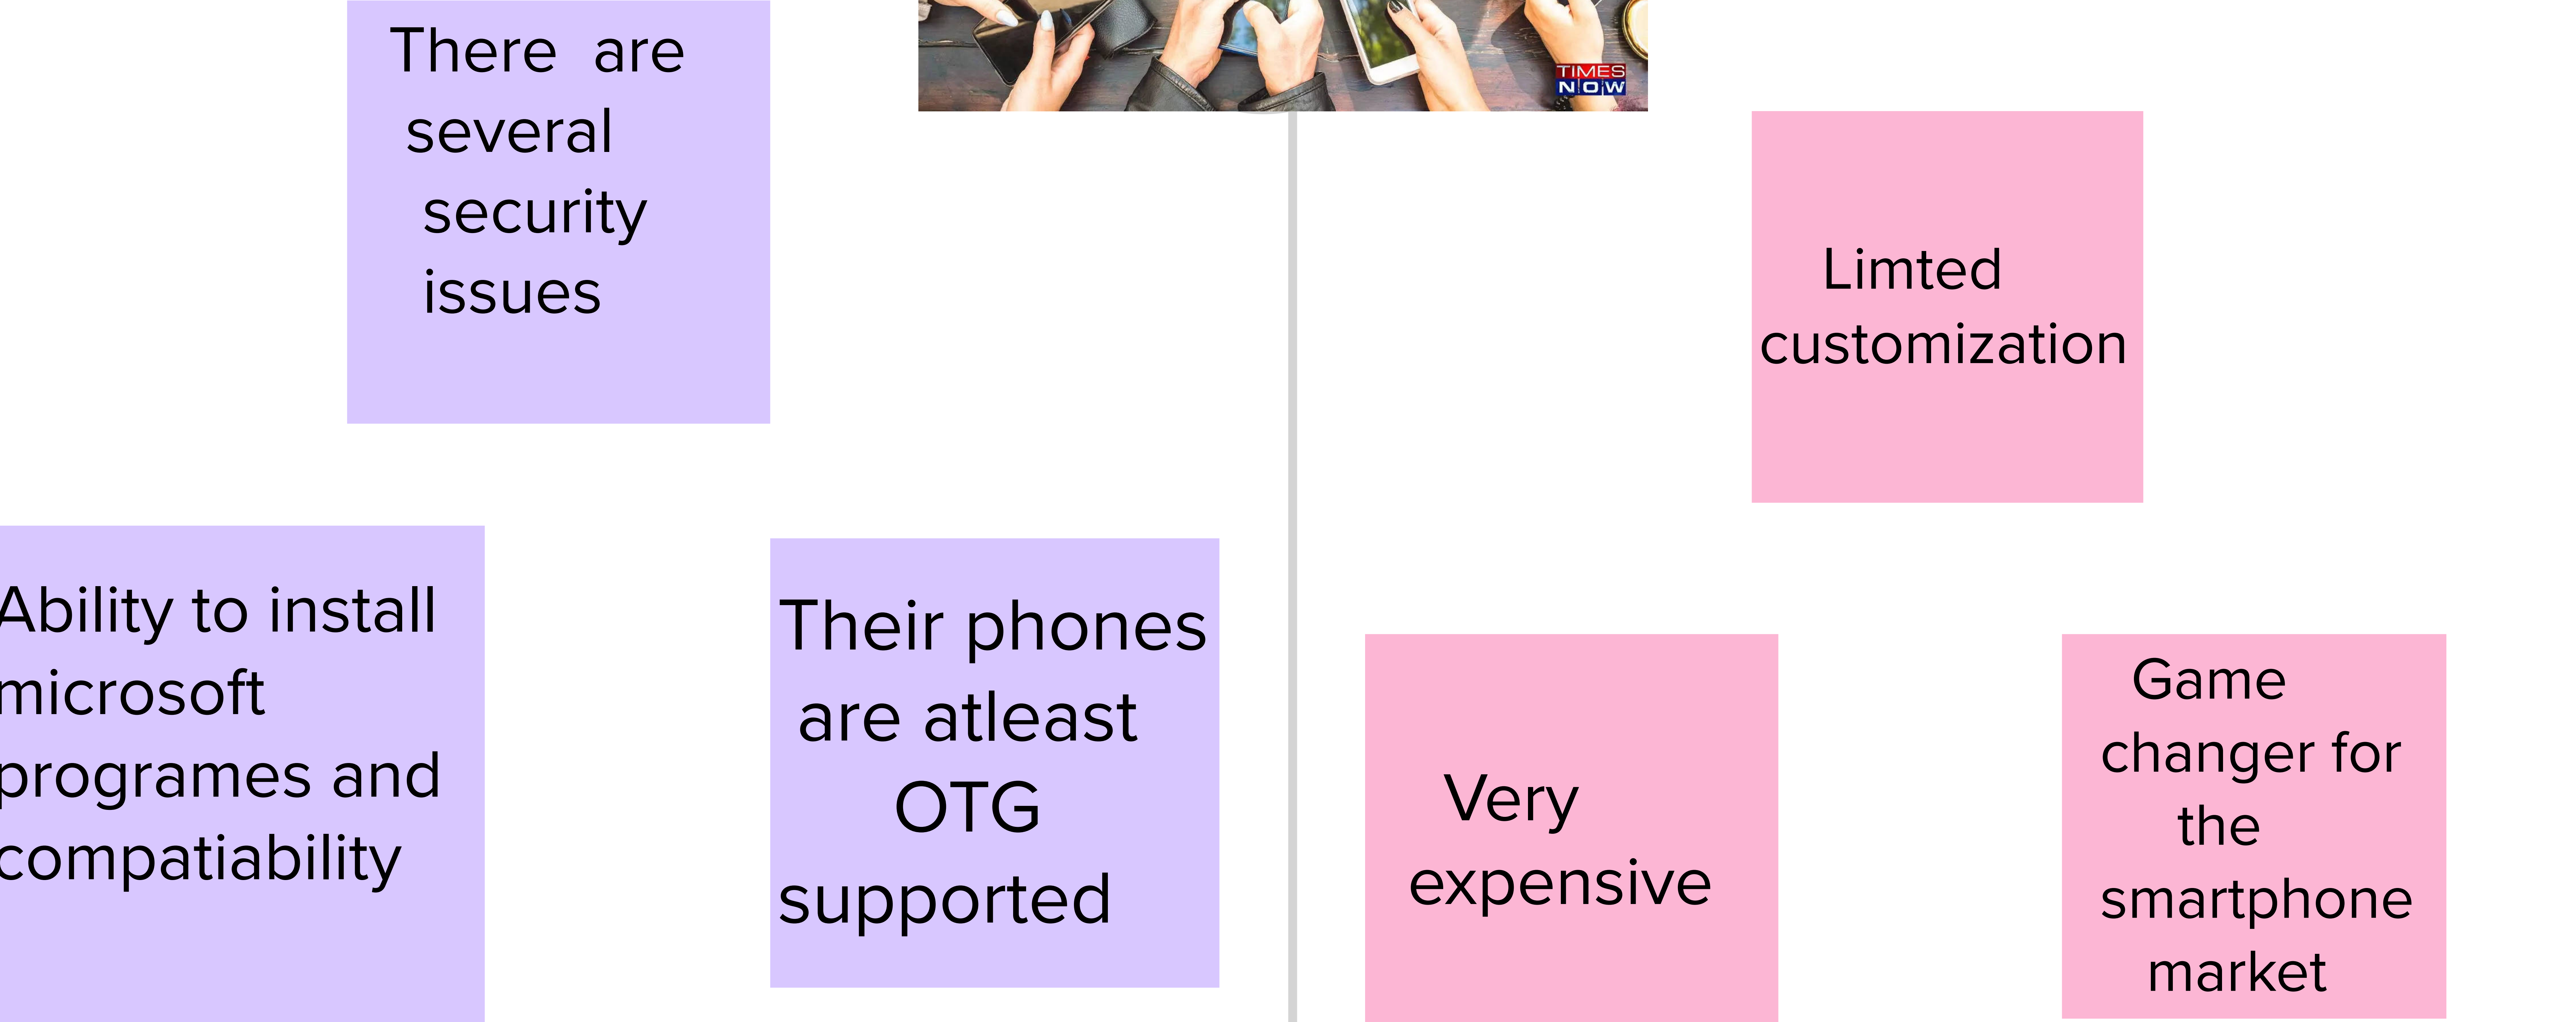 There are
several
security
issues
TIMES
NOW
Limted
customization
Ability to install
microsoft
programes and
compatiability
Their phones
are atleast
OTG
supported
Very
expensive
Game
changer for
the
smartphone
market